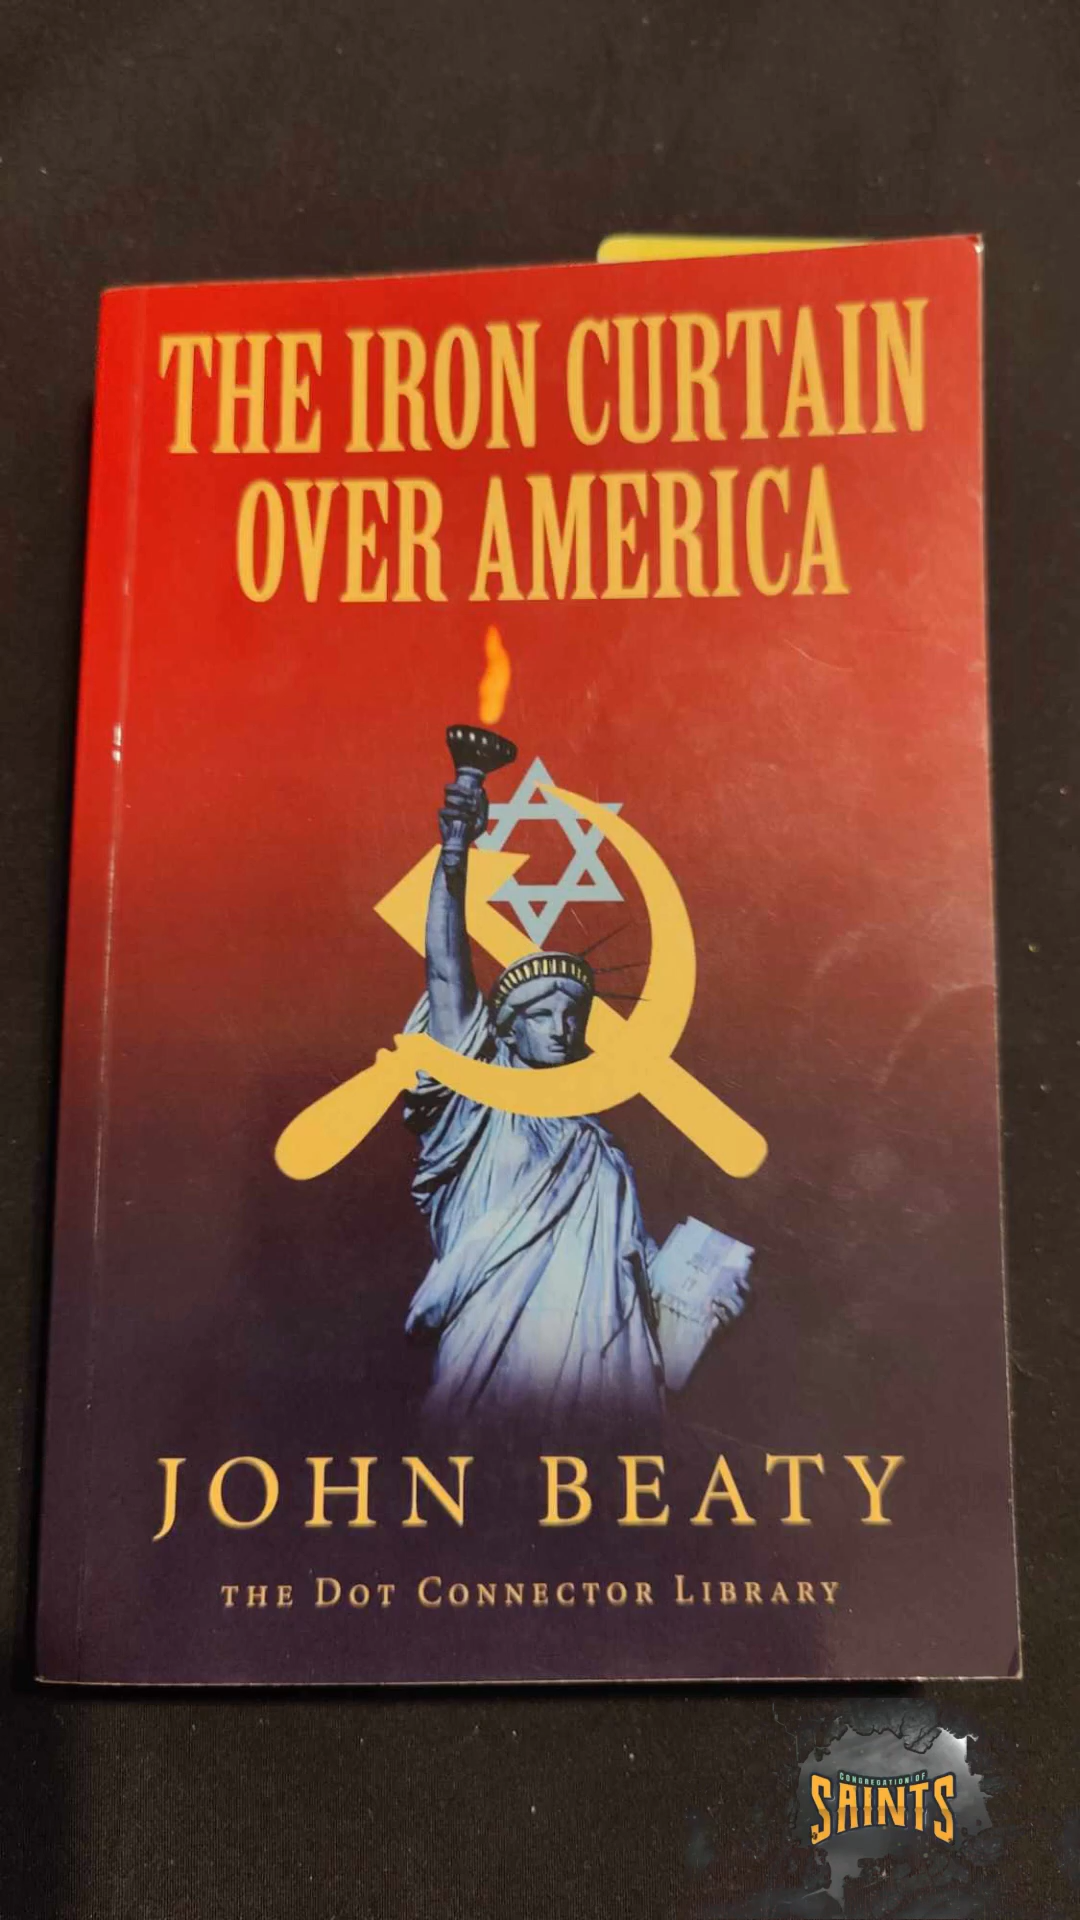 THE IRON CURTAIN
OVER AMERICA
JOHN BEATY
THE DOT CONNECTOR LIBRARY
CONGREGATION OF
SAINTS